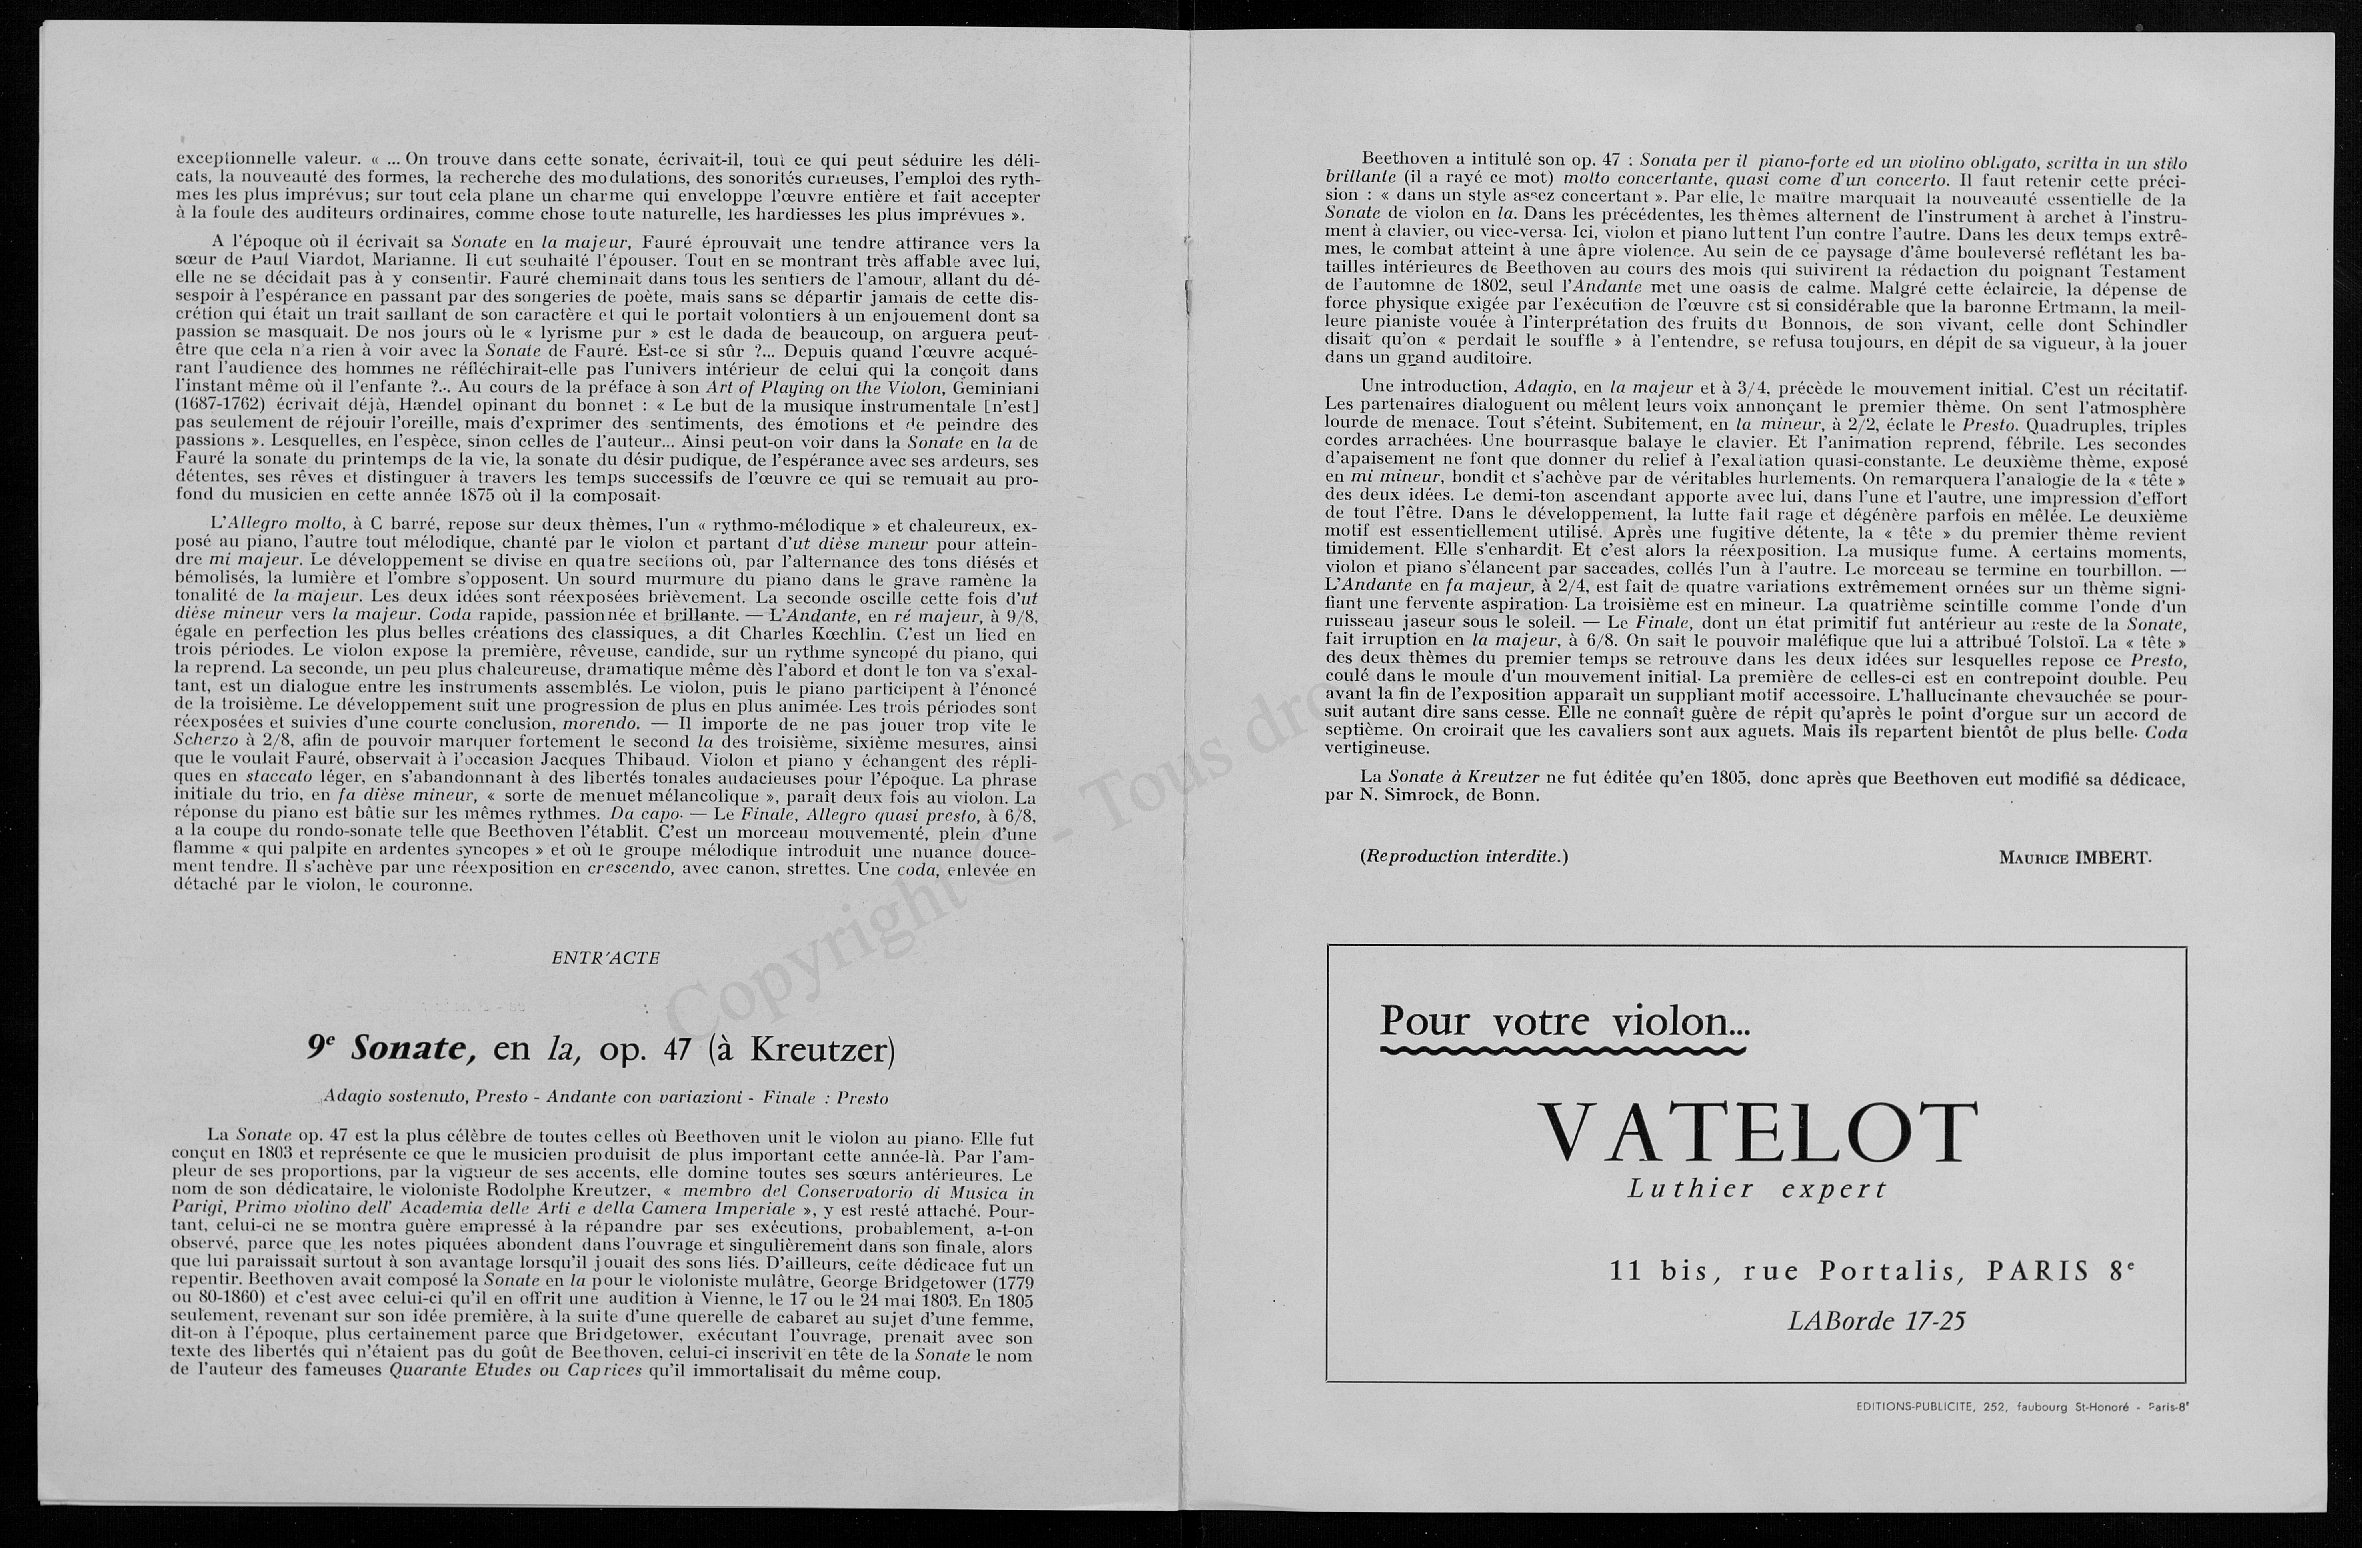 exceptionnelle valeur. « ... On trouve dans cette sonate, écrivait-il, tout ce qui peut séduire les déli-
cats, la nouveauté des formes, la recherche des modulations, des sonorités curieuses, l'emploi des ryth-
mes les plus imprévus; sur tout cela plane un charme qui enveloppe l'œuvre entière et fait accepter
à la foule des auditeurs ordinaires, comme chose toute naturelle, les hardiesses les plus imprévues ».
A l'époque où il écrivait sa Sonate en la majeur, Fauré éprouvait une tendre attirance vers la
sœur de Paul Viardot, Marianne. Il eut souhaité l'épouser. Tout en se montrant très affable avec lui,
elle ne se décidait pas à y consentir. Fauré cheminait dans tous les sentiers de l'amour, allant du dé-
sespoir à l'espérance en passant par des songeries de poète, mais sans se départir jamais de cette dis-
crétion qui était un trait saillant de son caractère et qui le portait volontiers à un enjouement dont sa
passion se masquait. De nos jours où le « lyrisme pur » est le dada de beaucoup, on arguera peut-
être que cela n'a rien à voir avec la Sonate de Fauré. Est-ce si sûr ?... Depuis quand l'œuvre acqué-
rant l'audience des hommes ne réfléchirait-elle pas l'univers intérieur de celui qui la conçoit dans
l'instant même où il l'enfante ?... Au cours de la préface à son Art of Playing on the Violon, Geminiani
(1687-1762) écrivait déjà, Hændel opinant du bonnet : « Le but de la musique instrumentale [n'est]
pas seulement de réjouir l'oreille, mais d'exprimer des sentiments, des émotions et de peindre des
passions ». Lesquelles, en l'espèce, sinon celles de l'auteur... Ainsi peut-on voir dans la Sonate en la de
Fauré la sonate du printemps de la vie, la sonate du désir pudique, de l'espérance avec ses ardeurs, ses
détentes, ses rêves et distinguer à travers les temps successifs de l'œuvre ce qui se remuait au pro-
fond du musicien en cette année 1875 où il la composait.
L'Allegro molto, à C barré, repose sur deux thèmes, l'un « rythmo-mélodique » et chaleureux, ex-
posé au piano, l'autre tout mélodique, chanté par le violon et partant d'ut dièse mineur pour attein-
dre mi majeur. Le développement se divise en quatre sections où, par l'alternance des tons diésés et
bémolisés, la lumière et l'ombre s'opposent. Un sourd murmure du piano dans le grave ramène la
tonalité de la majeur. Les deux idées sont réexposées brièvement. La seconde oscille cette fois d'ut
dièse mineur vers la majeur. Coda rapide, passionnée et brillante. — L'Andante, en ré majeur, à 9/8,
égale en perfection les plus belles créations des classiques, a dit Charles Kœchlin. C'est un lied en
trois périodes. Le violon expose la première, rêveuse, candide, sur un rythme syncopé du piano, qui
la reprend. La seconde, un peu plus chaleureuse, dramatique même dès l'abord et dont le ton va s'exal-
tant, est un dialogue entre les instruments assemblés. Le violon, puis le piano participent à l'énoncé
de la troisième. Le développement suit une progression de plus en plus animée. Les trois périodes sont
réexposées et suivies d'une courte conclusion, morendo. — Il importe de ne pas jouer trop vite le
Scherzo à 2/8, afin de pouvoir marquer fortement le second la des troisième, sixième mesures, ainsi
que le voulait Fauré, observait à l'occasion Jacques Thibaud. Violon et piano y échangent des répli-
ques en staccato léger, en s'abandonnant à des libertés tonales audacieuses pour l'époque. La phrase
initiale du trio, en fa dièse mineur, « sorte de menuet mélancolique », parait deux fois au violon. La
réponse du piano est bâtie sur les mêmes rythmes. Da capo. — Le Finale, Allegro quasi presto, à 6/8,
a la coupe du rondo-sonate telle que Beethoven l'établit. C'est un morceau mouvementé, plein d'une
flamme « qui palpite en ardentes syncopes » et où le groupe mélodique introduit une nuance douce-
ment tendre. Il s'achève par une réexposition en crescendo, avec canon, strettes. Une coda, enlevée en
détaché par le violon, le couronne.
ENTR'ACTE
9e Sonate, en la, op. 47 (à Kreutzer)
Adagio sostenuto, Presto - Andante con variazioni - Finale : Presto
La Sonate op. 47 est la plus célèbre de toutes celles où Beethoven unit le violon au piano. Elle fut
conçut en 1803 et représente ce que le musicien produisit de plus important cette année-là. Par l'am-
pleur de ses proportions, par la vigueur de ses accents, elle domine toutes ses sœurs antérieures. Le
nom de son dédicataire, le violoniste Rodolphe Kreutzer, « membro del Conservatorio di Musica in
Parigi, Primo violino dell' Academia delle Arti e della Camera Imperiale », y est resté attaché. Pour-
tant, celui-ci ne se montra guère empressé à la répandre par ses exécutions, probablement, a-t-on
observé, parce que les notes piquées abondent dans l'ouvrage et singulièrement dans son finale, alors
que lui paraissait surtout à son avantage lorsqu'il jouait des sons liés. D'ailleurs, cette dédicace fut un
repentir. Beethoven avait composé la Sonate en la pour le violoniste mulâtre, George Bridgetower (1779
ou 80-1860) et c'est avec celui-ci qu'il en offrit une audition à Vienne, le 17 ou le 24 mai 1803. En 1805
seulement, revenant sur son idée première, à la suite d'une querelle de cabaret au sujet d'une femme,
dit-on à l'époque, plus certainement parce que Bridgetower, exécutant l'ouvrage, prenait avec son
texte des libertés qui n'étaient pas du goût de Beethoven, celui-ci inscrivit en tête de la Sonate le nom
de l'auteur des fameuses Quarante Etudes ou Caprices qu'il immortalisait du même coup.
Beethoven a intitulé son op. 47 : Sonata per il piano-forte ed un violino obligato, scritta in un stilo
brillante (il a rayé ce mot) molto concertante, quasi come d'un concerto. Il faut retenir cette préci-
sion : « dans un style assez concertant ». Par elle, le maître marquait la nouveauté essentielle de la
Sonate de violon en la. Dans les précédentes, les thèmes alternent de l'instrument à archet à l'instru-
ment à clavier, ou vice-versa. Ici, violon et piano luttent l'un contre l'autre. Dans les deux temps extrê-
mes, le combat atteint à une âpre violence. Au sein de ce paysage d'âme bouleversé reflétant les ba-
tailles intérieures de Beethoven au cours des mois qui suivirent la rédaction du poignant Testament
de l'automne de 1802, seul l'Andante met une oasis de calme. Malgré cette éclaircie, la dépense de
force physique exigée par l'exécution de l'œuvre est si considérable que la baronne Ertmann, la meil-
leure pianiste vouée à l'interprétation des fruits du Bonnois, de son vivant, celle dont Schindler
disait qu'on « perdait le souffle » à l'entendre, se refusa toujours, en dépit de sa vigueur, à la jouer
dans un grand auditoire.
Une introduction, Adagio, en la majeur et à 3/4, précède le mouvement initial. C'est un récitatif.
Les partenaires dialoguent ou mêlent leurs voix annonçant le premier thème. On sent l'atmosphère
lourde de menace. Tout s'éteint. Subitement, en la mineur, à 2/2, éclate le Presto. Quadruples, triples
cordes arrachées. Une bourrasque balaye le clavier. Et l'animation reprend, fébrile. Les secondes
d'apaisement ne font que donner du relief à l'exaltation quasi-constante. Le deuxième thème, exposé
en mi mineur, bondit et s'achève par de véritables hurlements. On remarquera l'analogie de la « tête »
des deux idées. Le demi-ton ascendant apporte avec lui, dans l'une et l'autre, une impression d'effort
de tout l'être. Dans le développement, la lutte fait rage et dégénère parfois en mêlée. Le deuxième
motif est essentiellement utilisé. Après une fugitive détente, la « tête » du premier thème revient
timidement. Elle s'enhardit. Et c'est alors la réexposition. La musique fume. A certains moments,
violon et piano s'élancent par saccades, collés l'un à l'autre. Le morceau se termine en tourbillon. —
L'Andante en fa majeur, à 2/4, est fait de quatre variations extrêmement ornées sur un thème signi-
fiant une fervente aspiration. La troisième est en mineur. La quatrième scintille comme l'onde d'un
ruisseau jaseur sous le soleil. — Le Finale, dont un état primitif fut antérieur au reste de la Sonate,
fait irruption en la majeur, à 6/8. On sait le pouvoir maléfique que lui a attribué Tolstoï. La « tête »
des deux thèmes du premier temps se retrouve dans les deux idées sur lesquelles repose ce Presto,
coulé dans le moule d'un mouvement initial. La première de celles-ci est en contrepoint double. Peu
avant la fin de l'exposition apparaît un suppliant motif accessoire. L'hallucinante chevauchée se pour-
suit autant dire sans cesse. Elle ne connaît guère de répit qu'après le point d'orgue sur un accord de
septième. On croirait que les cavaliers sont aux aguets. Mais ils repartent bientôt de plus belle. Coda
vertigineuse.
La Sonate à Kreutzer ne fut éditée qu'en 1805, donc après que Beethoven eut modifié sa dédicace,
par N. Simrock, de Bonn.
(Reproduction interdite.) MAURICE IMBERT.
Pour votre violon...
VATELOT
Luthier expert
11 bis, rue Portalis, PARIS 8e
LABorde 17-25
EDITIONS-PUBLICITE, 252, faubourg St-Honoré - Paris-8e
Copyright © - Tous dro